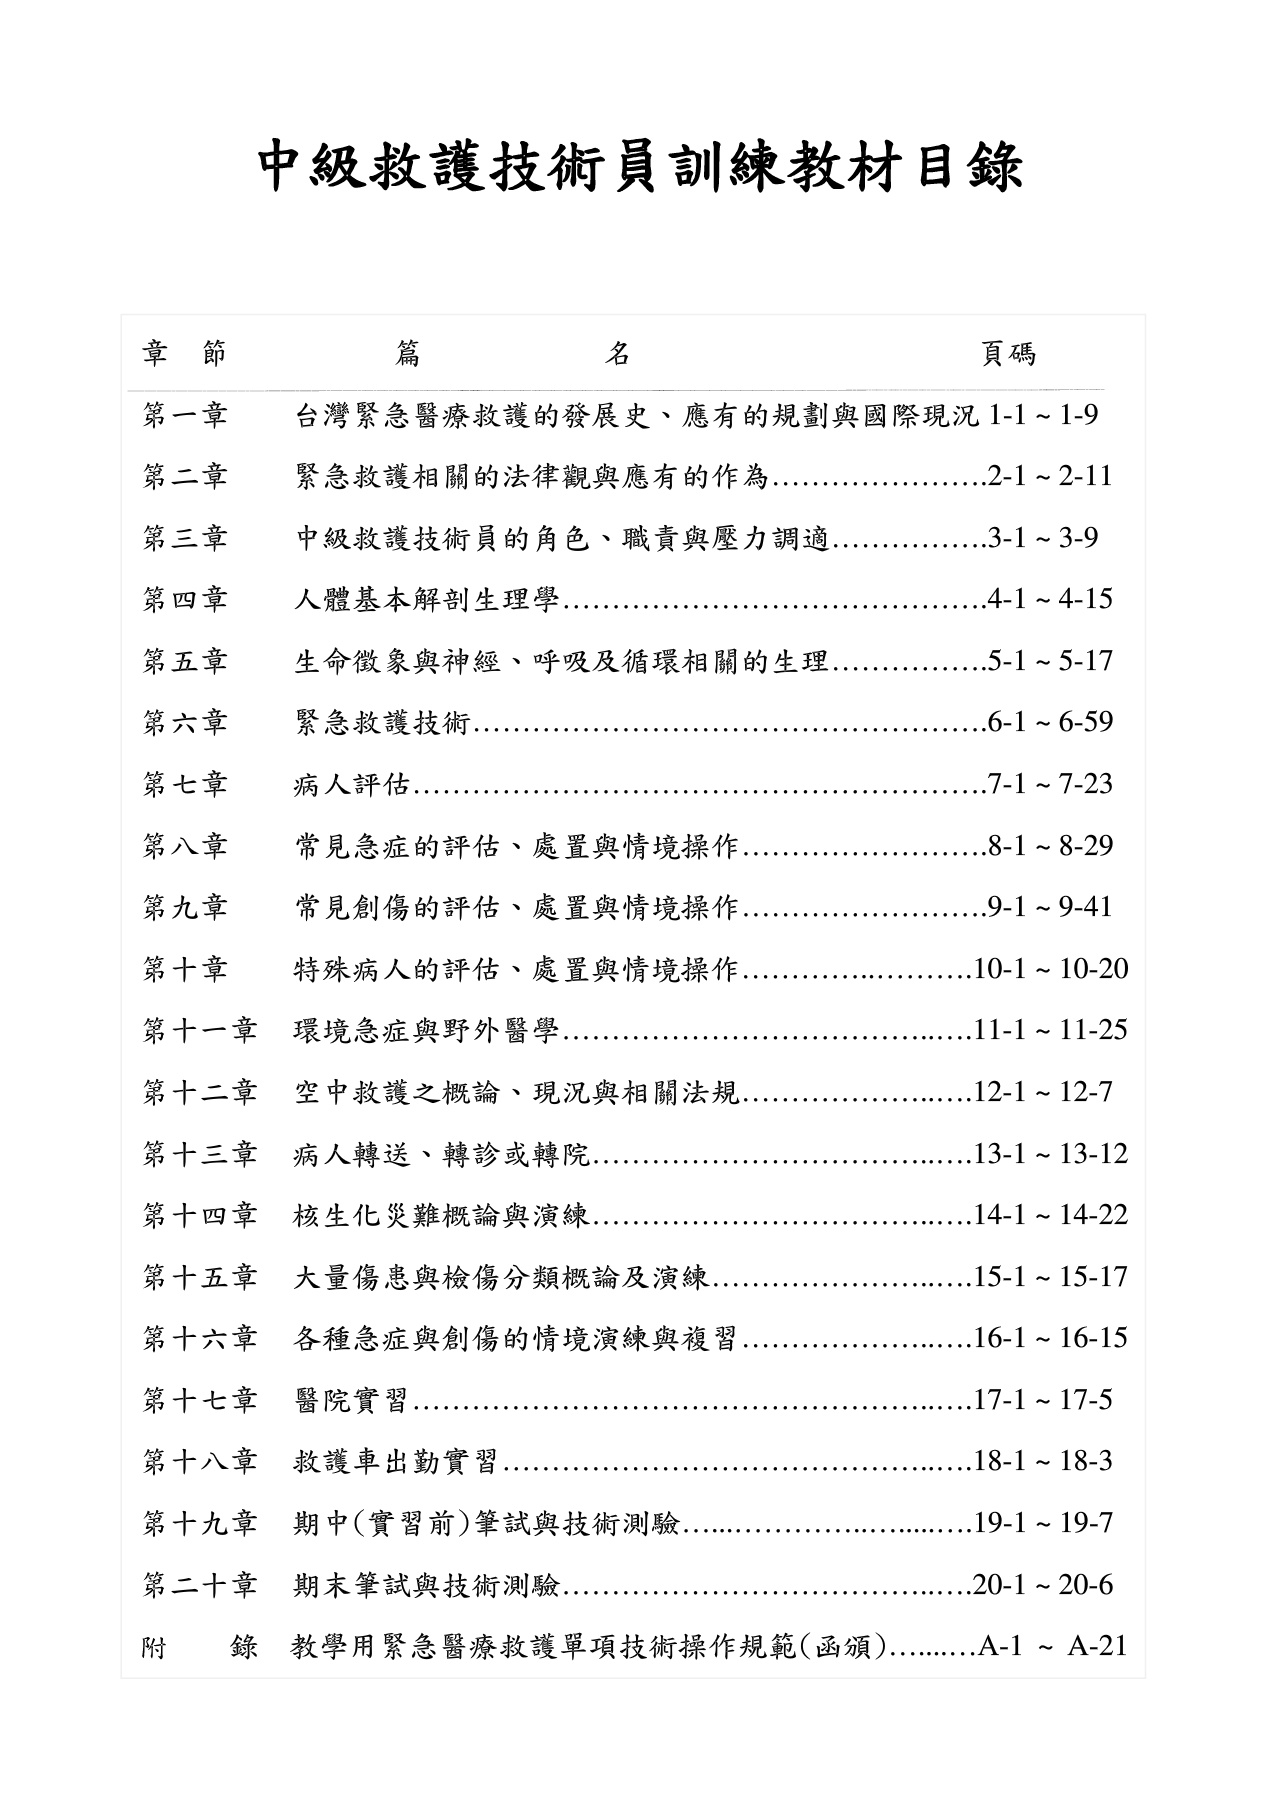 中級救護技術員訓練教材目錄
章 節 篇 名 頁碼
第一章 台灣緊急醫療救護的發展史、應有的規劃與國際現況 1-1 ~ 1-9
第二章 緊急救護相關的法律觀與應有的作為…………………2-1 ~ 2-11
第三章 中級救護技術員的角色、職責與壓力調適……………3-1 ~ 3-9
第四章 人體基本解剖生理學……………………………………4-1 ~ 4-15
第五章 生命徵象與神經、呼吸及循環相關的生理……………5-1 ~ 5-17
第六章 緊急救護技術……………………………………………6-1 ~ 6-59
第七章 病人評估…………………………………………………7-1 ~ 7-23
第八章 常見急症的評估、處置與情境操作……………………8-1 ~ 8-29
第九章 常見創傷的評估、處置與情境操作……………………9-1 ~ 9-41
第十章 特殊病人的評估、處置與情境操作…………..………10-1 ~ 10-20
第十一章 環境急症與野外醫學………………………………..…11-1 ~ 11-25
第十二章 空中救護之概論、現況與相關法規………………..…12-1 ~ 12-7
第十三章 病人轉送、轉診或轉院……………………………..…13-1 ~ 13-12
第十四章 核生化災難概論與演練……………………………..…14-1 ~ 14-22
第十五章 大量傷患與檢傷分類概論及演練…………………..…15-1 ~ 15-17
第十六章 各種急症與創傷的情境演練與複習………………..…16-1 ~ 16-15
第十七章 醫院實習……………………………………………..…17-1 ~ 17-5
第十八章 救護車出勤實習……………………………………..…18-1 ~ 18-3
第十九章 期中(實習前)筆試與技術測驗…...…………..…....…19-1 ~ 19-7
第二十章 期末筆試與技術測驗………………………………..…20-1 ~ 20-6
附 錄 教學用緊急醫療救護單項技術操作規範(函頒)…....…A-1 ~ A-21